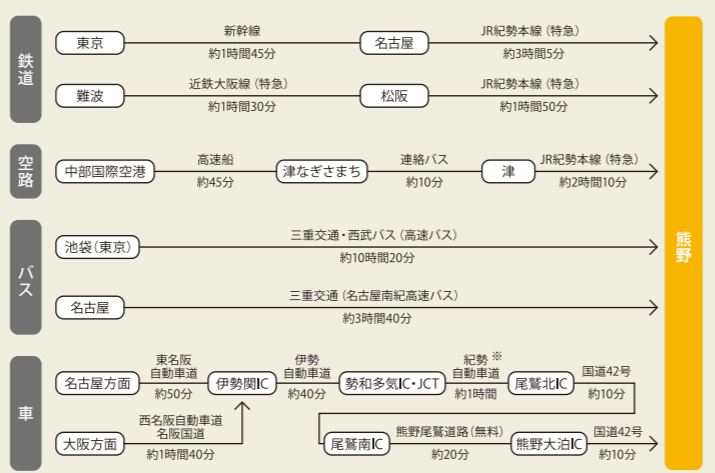 鉄道
東京
新幹線
約1時間45分
名古屋
JR紀勢本線（特急）
約3時間5分
難波
近鉄大阪線（特急）
約1時間30分
松阪
JR紀勢本線（特急）
約1時間50分
空路
中部国際空港
高速船
約45分
津なぎさまち
連絡バス
約10分
津
JR紀勢本線（特急）
約2時間10分
バス
池袋（東京）
三重交通・西武バス（高速バス）
約10時間20分
名古屋
三重交通（名古屋南紀高速バス）
約3時間40分
車
名古屋方面
東名阪
自動車道
約50分
伊勢関IC
伊勢
自動車道
約40分
勢和多気IC・JCT
紀勢※
自動車道
約1時間
尾鷲北IC
国道42号
約10分
大阪方面
西名阪自動車道
名阪国道
約1時間40分
尾鷲南IC
熊野尾鷲道路（無料）
約20分
熊野大泊IC
国道42号
約10分
熊野